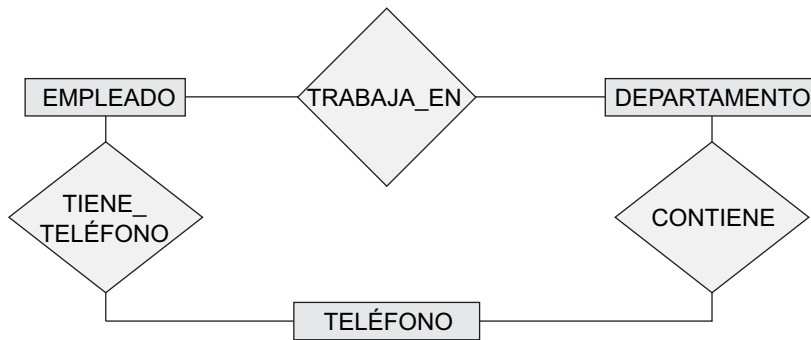 EMPLEADO
TRABAJA_EN
DEPARTAMENTO
TIENE_
TELÉFONO
CONTIENE
TELÉFONO